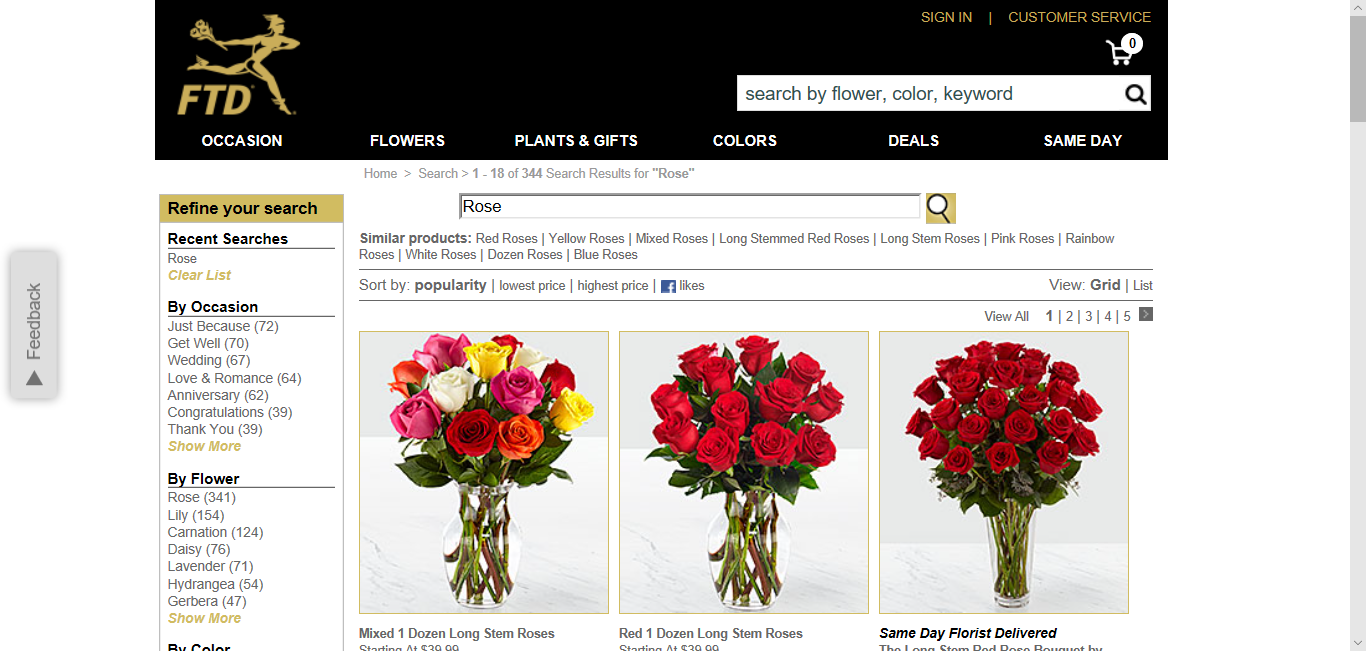 SIGN IN | CUSTOMER SERVICE
0
FTD
search by flower, color, keyword
OCCASION FLOWERS PLANTS & GIFTS COLORS DEALS SAME DAY
Home > Search > 1 - 18 of 344 Search Results for "Rose"
Refine your search
Recent Searches
Rose
Clear List
By Occasion
Just Because (72)
Get Well (70)
Wedding (67)
Love & Romance (64)
Anniversary (62)
Congratulations (39)
Thank You (39)
Show More
By Flower
Rose (341)
Lily (154)
Carnation (124)
Daisy (76)
Lavender (71)
Hydrangea (54)
Gerbera (47)
Show More
By Color
Feedback
Rose
Similar products: Red Roses | Yellow Roses | Mixed Roses | Long Stemmed Red Roses | Long Stem Roses | Pink Roses | Rainbow
Roses | White Roses | Dozen Roses | Blue Roses
Sort by: popularity | lowest price | highest price | f likes
View: Grid | List
View All 1 | 2 | 3 | 4 | 5
Mixed 1 Dozen Long Stem Roses
Starting At $39.99
Red 1 Dozen Long Stem Roses
Starting At $39.99
Same Day Florist Delivered
The Long Stem Red Rose Bouquet by